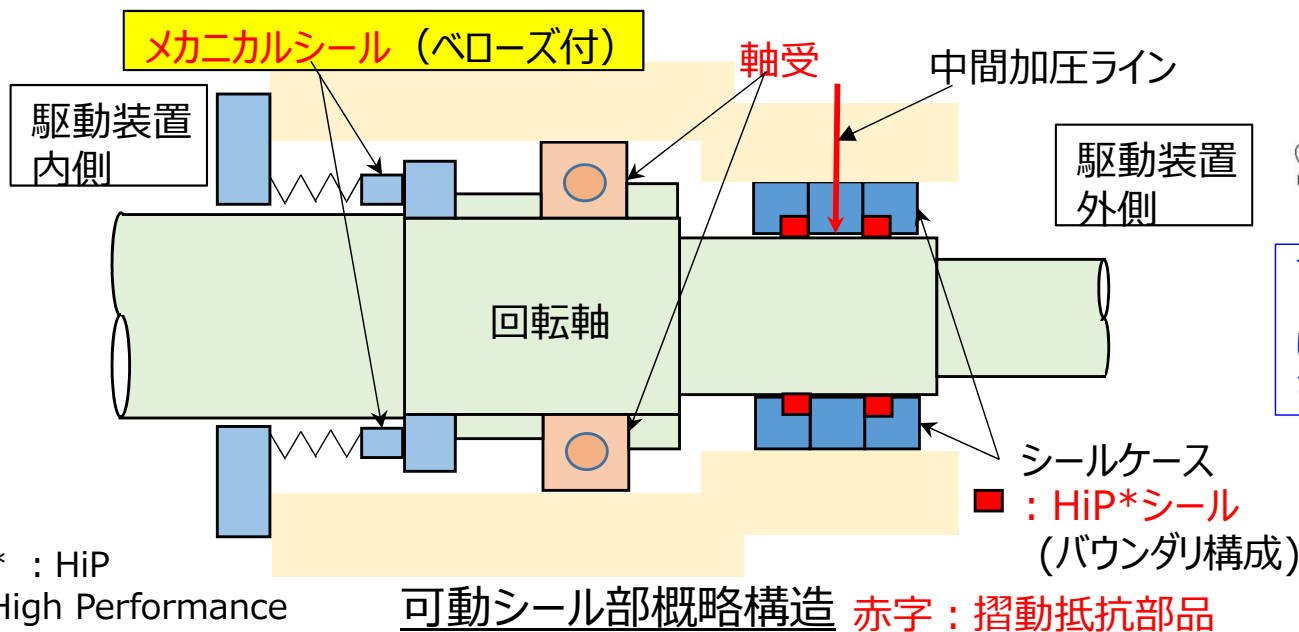 メカニカルシール（ベローズ付）
軸受
中間加圧ライン
駆動装置
内側
駆動装置
外側
回転軸
シールケース
：HiP*シール
(バウンダリ構成)
* ：HiP
High Performance
可動シール部概略構造
赤字：摺動抵抗部品